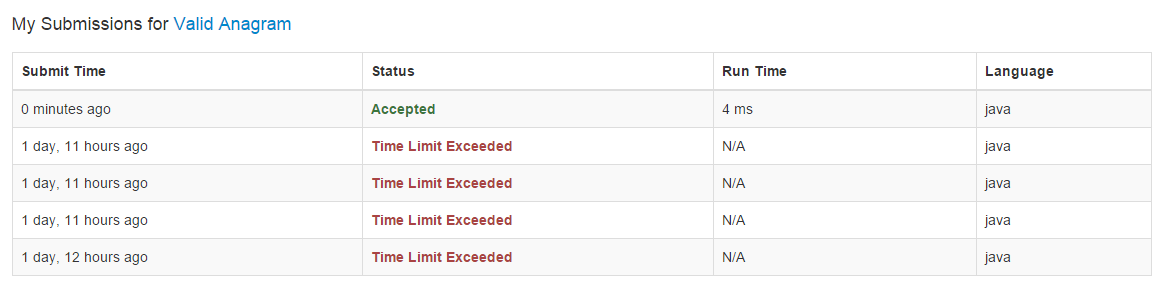 My Submissions for Valid Anagram
Submit Time Status Run Time Language
0 minutes ago Accepted 4 ms java
1 day, 11 hours ago Time Limit Exceeded N/A java
1 day, 11 hours ago Time Limit Exceeded N/A java
1 day, 11 hours ago Time Limit Exceeded N/A java
1 day, 12 hours ago Time Limit Exceeded N/A java